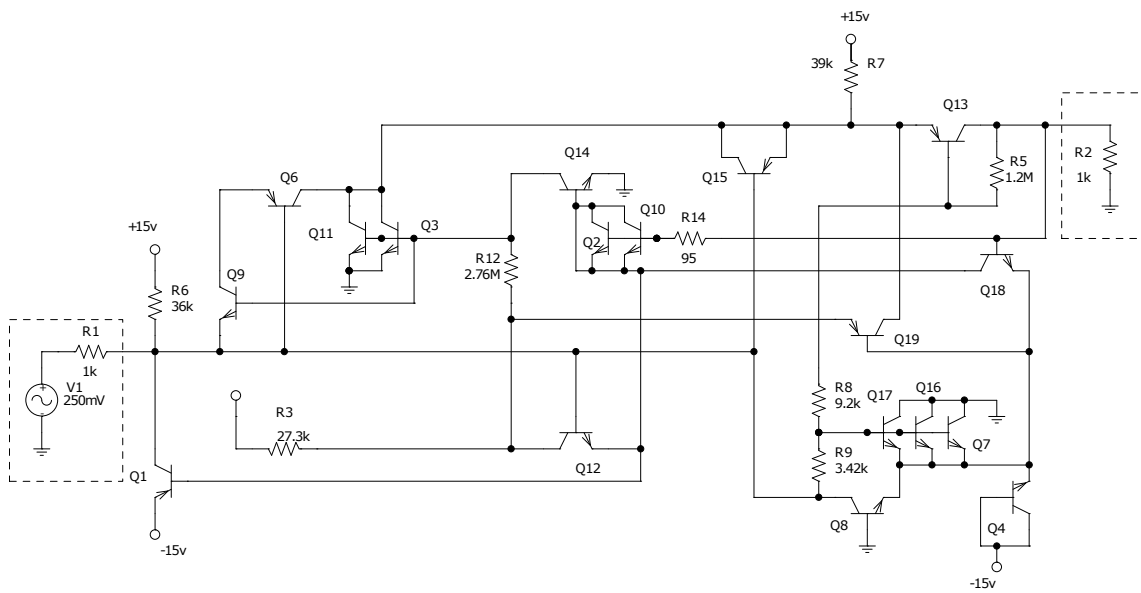 +15v
39k
R7
Q13
Q6
Q14
Q15
R5
1.2M
R2
1k
Q11
Q3
Q10
Q2
R14
95
+15v
Q9
R12
2.76M
Q18
R6
36k
R1
1k
V1
250mV
Q19
R3
27.3k
R8
9.2k
Q17
Q16
Q7
R9
3.42k
Q12
Q1
Q8
Q4
-15v
-15v